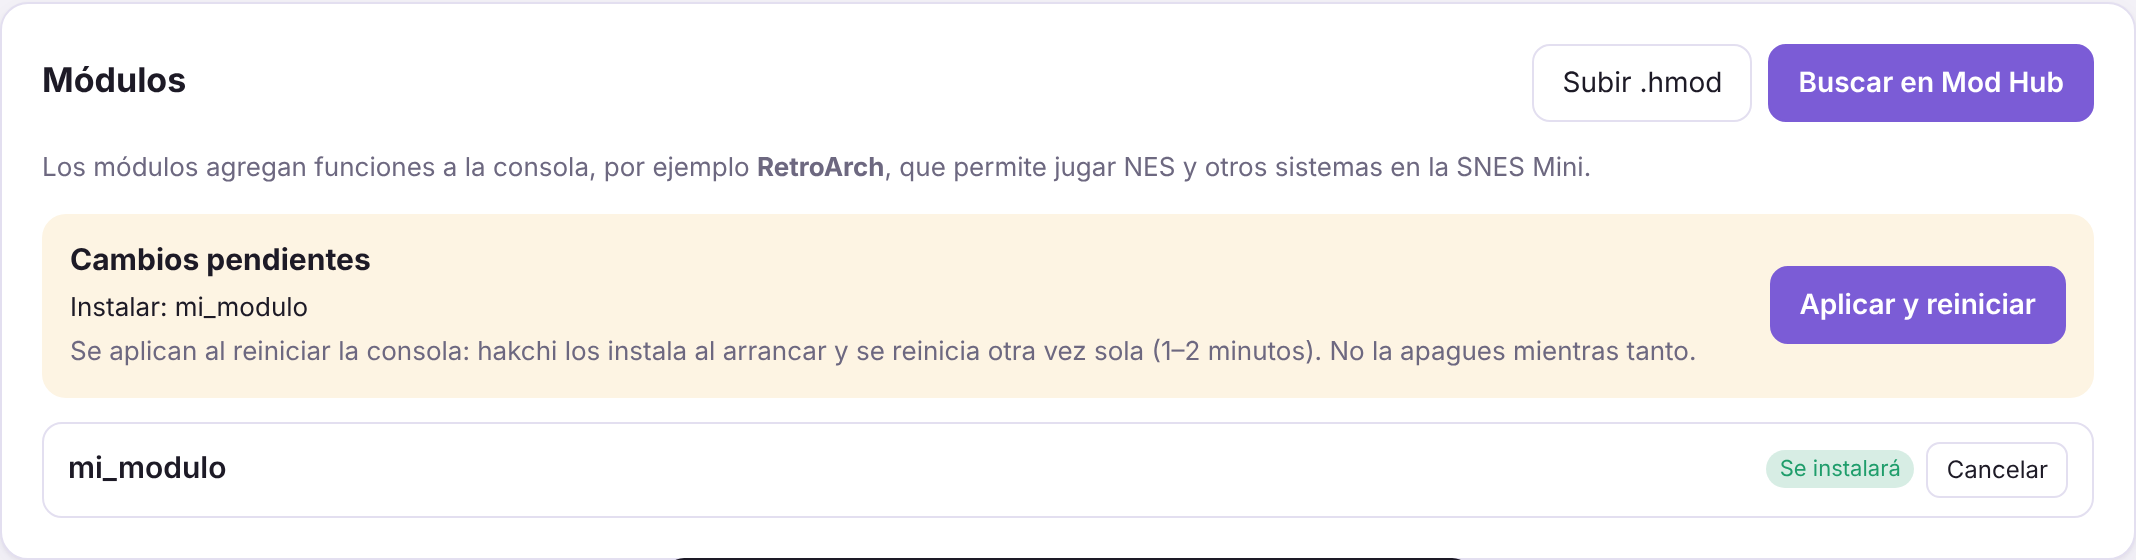 Módulos
Subir .hmod
Buscar en Mod Hub
Los módulos agregan funciones a la consola, por ejemplo RetroArch, que permite jugar NES y otros sistemas en la SNES Mini.
Cambios pendientes
Instalar: mi_modulo
Se aplican al reiniciar la consola: hakchi los instala al arrancar y se reinicia otra vez sola (1–2 minutos). No la apagues mientras tanto.
Aplicar y reiniciar
mi_modulo
Se instalará
Cancelar